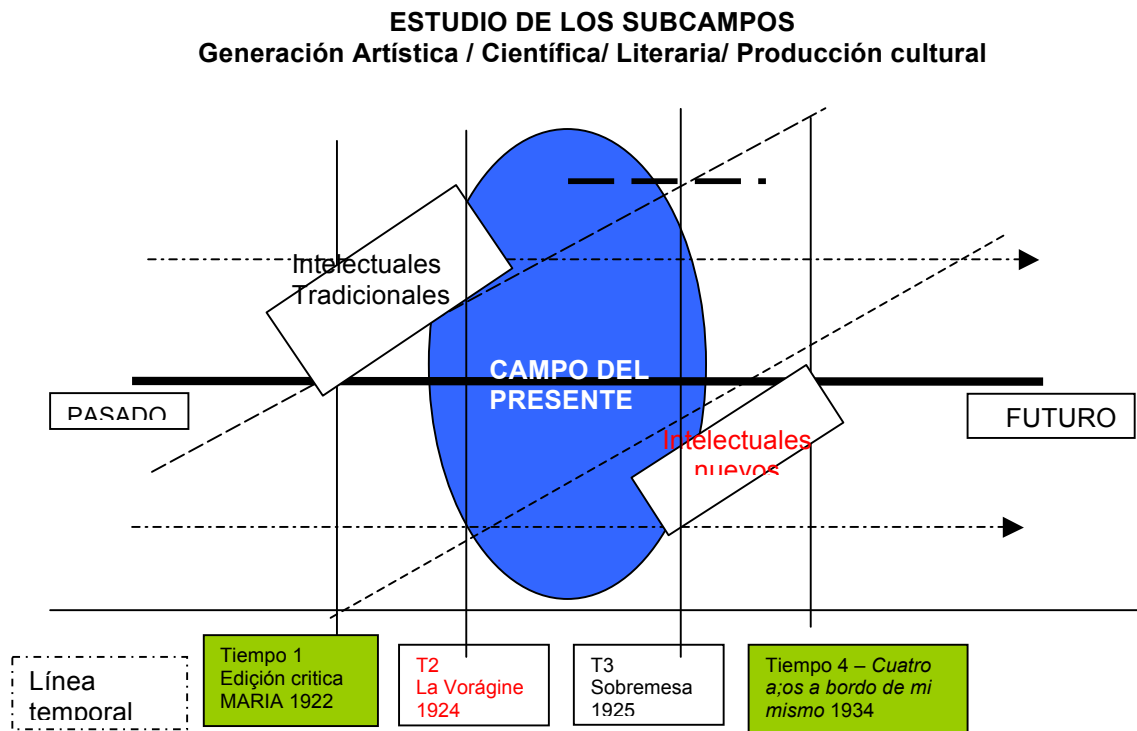 ESTUDIO DE LOS SUBCAMPOS
Generación Artística / Científica/ Literaria/ Producción cultural
Intelectuales
Tradicionales
CAMPO DEL
PRESENTE
PASADO
FUTURO
Intelectuales
nuevos
Línea
temporal
Tiempo 1
Edición critica
MARIA 1922
T2
La Vorágine
1924
T3
Sobremesa
1925
Tiempo 4 – Cuatro
a;os a bordo de mi
mismo 1934